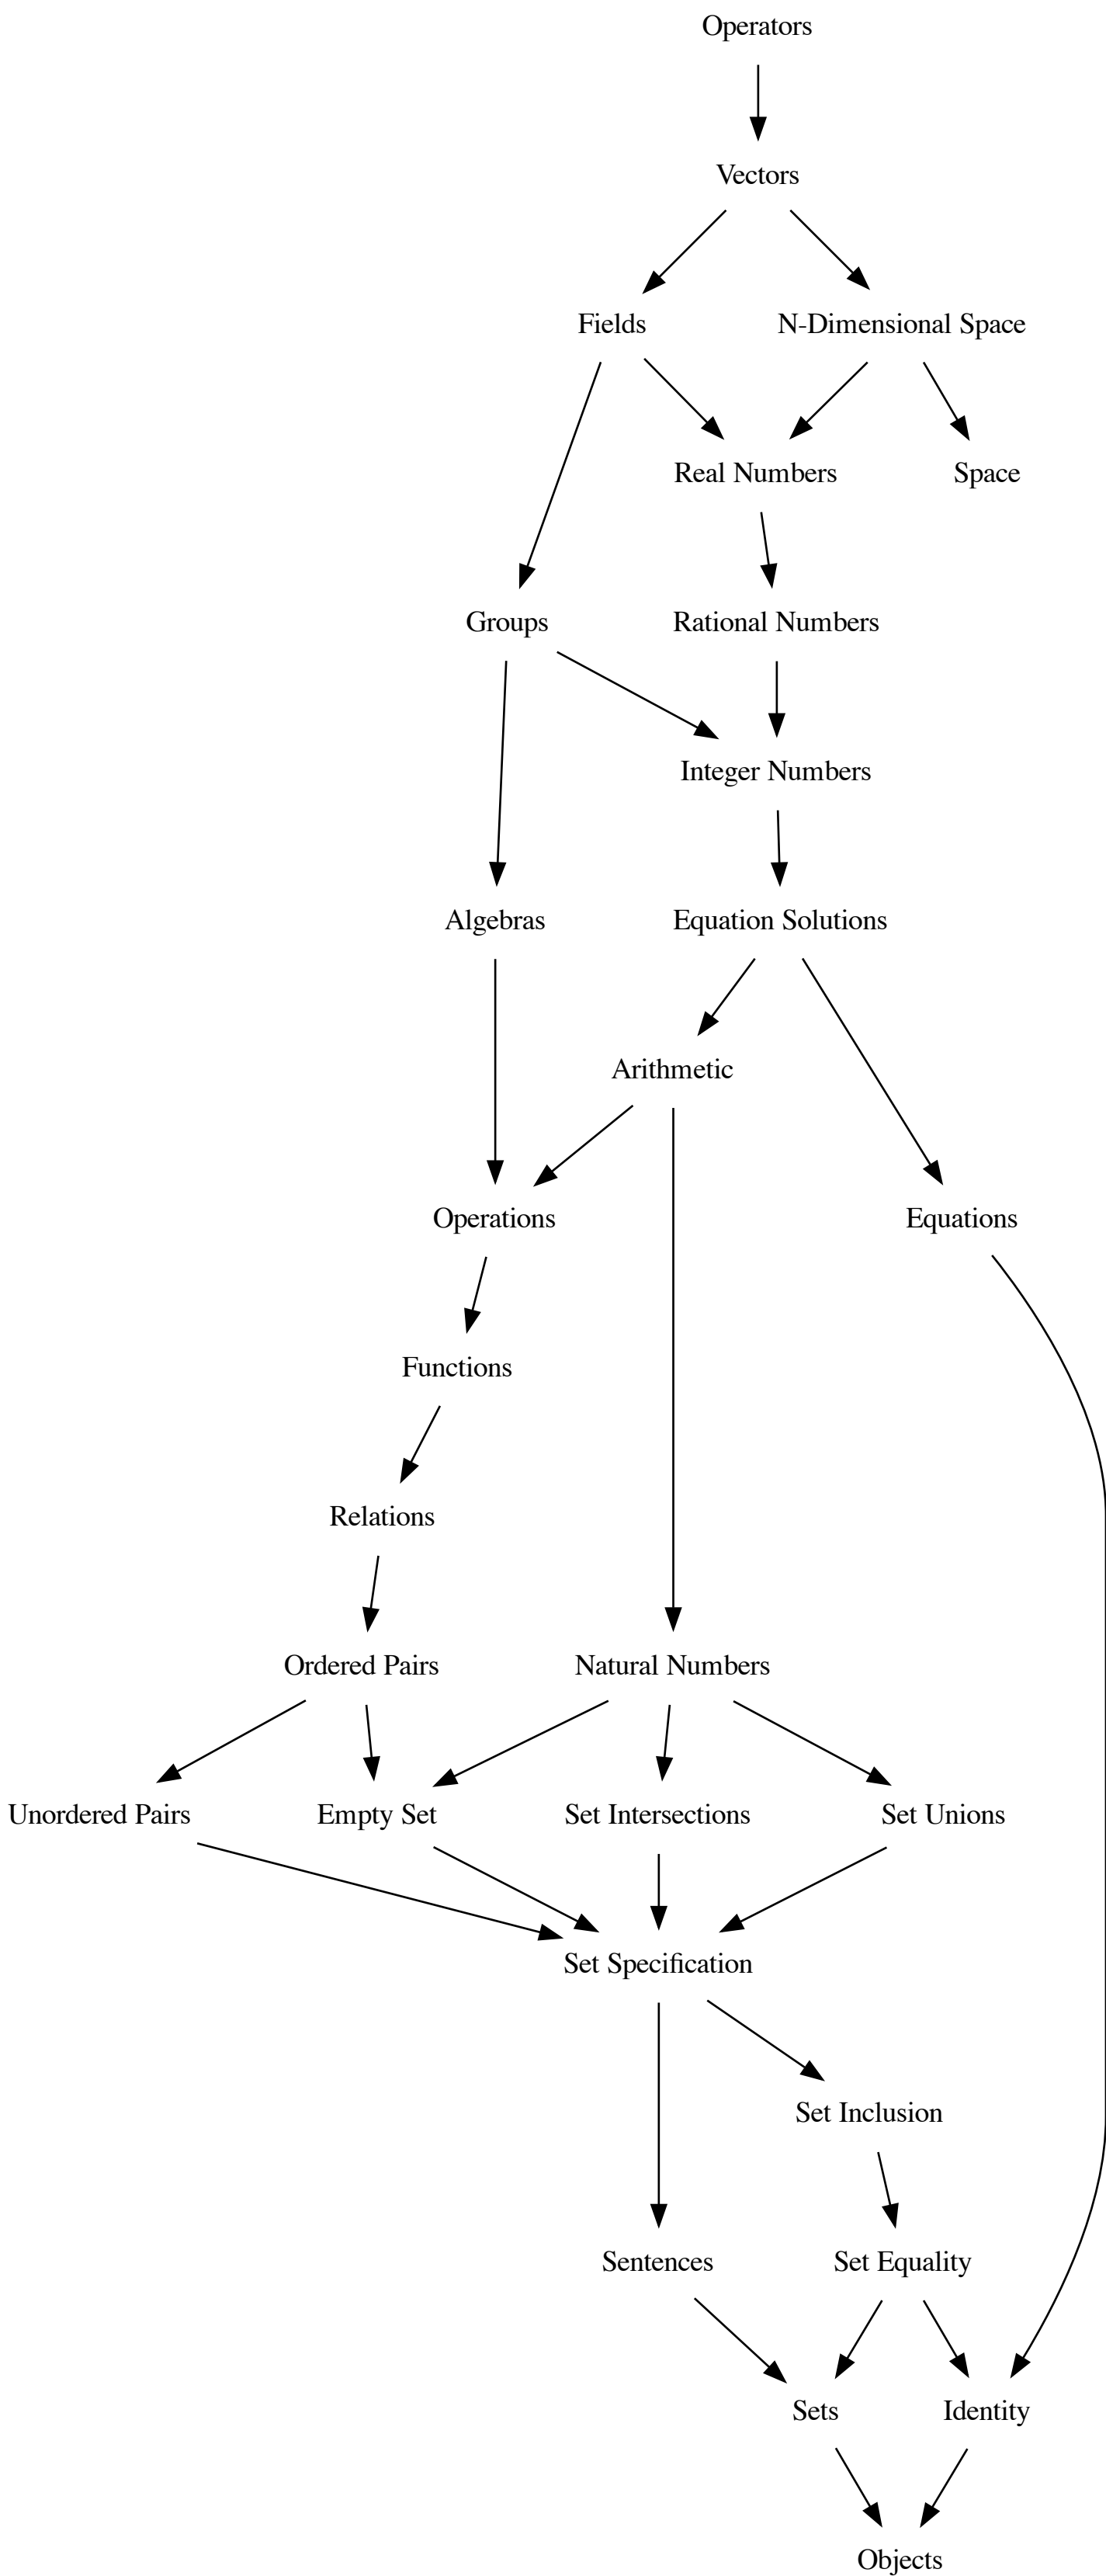 Operators
Vectors
Fields
N-Dimensional Space
Real Numbers
Space
Groups
Rational Numbers
Integer Numbers
Algebras
Equation Solutions
Arithmetic
Operations
Equations
Functions
Relations
Ordered Pairs
Natural Numbers
Unordered Pairs
Empty Set
Set Intersections
Set Unions
Set Specification
Set Inclusion
Sentences
Set Equality
Sets
Identity
Objects